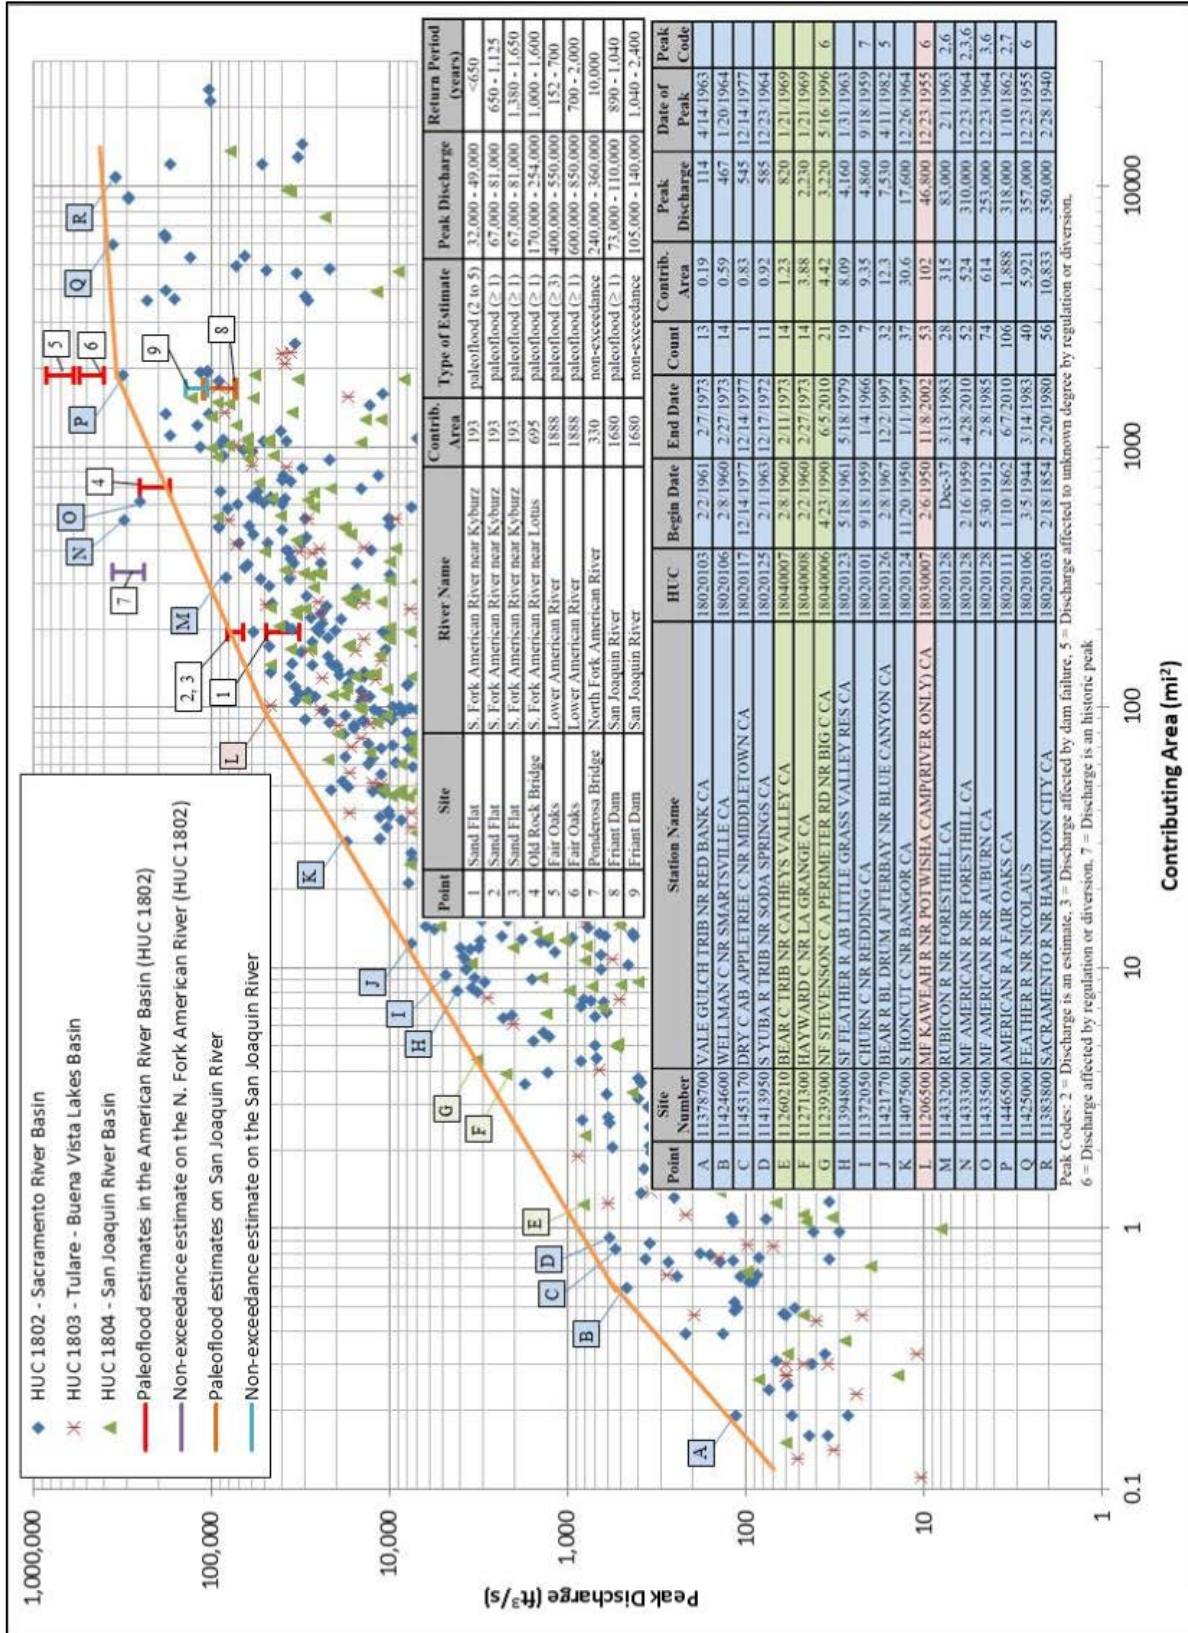 HUC 1802 - Sacramento River Basin
HUC 1803 - Tulare - Buena Vista Lakes Basin
HUC 1804 - San Joaquin River Basin
Paleoflood estimates in the American River Basin (HUC 1802)
Non-exceedance estimate on the N. Fork American River (HUC 1802)
Paleoflood estimates on San Joaquin River
Non-exceedance estimate on the San Joaquin River
Peak Discharge (ft³/s)
1,000,000
100,000
10,000
1,000
100
10
1
A
B
C
D
E
F
G
H
I
J
K
L
M
N
O
P
Q
R
1
2, 3
4
5
6
7
8
9
Point Site River Name Contrib. Area Type of Estimate Peak Discharge Return Period (years)
1 Sand Flat S. Fork American River near Kyburz 193 paleoflood (2 to 5) 32,000 - 49,000 <650
2 Sand Flat S. Fork American River near Kyburz 193 paleoflood (≥ 1) 67,000 - 81,000 650 - 1,125
3 Sand Flat S. Fork American River near Kyburz 193 paleoflood (≥ 1) 67,000 - 81,000 1,380 - 1,650
4 Old Rock Bridge S. Fork American River near Lotus 695 paleoflood (≥ 1) 170,000 - 254,000 1,000 - 1,600
5 Fair Oaks Lower American River 1888 paleoflood (≥ 3) 400,000 - 550,000 152 - 700
6 Fair Oaks Lower American River 1888 paleoflood (≥ 1) 600,000 - 850,000 700 - 2,000
7 Ponderosa Bridge North Fork American River 330 non-exceedance 240,000 - 360,000 10,000
8 Friant Dam San Joaquin River 1680 paleoflood (≥ 1) 73,000 - 110,000 890 - 1,040
9 Friant Dam San Joaquin River 1680 non-exceedance 105,000 - 140,000 1,040 - 2,400
Point Site Number Station Name HUC Begin Date End Date Count Contrib. Area Peak Discharge Date of Peak Peak Code
A 11378700 VALE GULCH TRIB NR RED BANK CA 18020103 2/2/1961 2/7/1973 13 0.19 114 4/14/1963
B 11424600 WELLMAN C NR SMARTSVILLE CA 18020106 2/8/1960 2/27/1973 14 0.59 467 1/20/1964
C 11453170 DRY C AB APPLETREE C NR MIDDLETOWN CA 18020117 12/14/1977 12/14/1977 1 0.83 545 12/14/1977
D 11413950 S YUBA R TRIB NR SODA SPRINGS CA 18020125 2/1/1963 12/17/1972 11 0.92 585 12/23/1964
E 11260210 BEAR C TRIB NR CATHEYS VALLEY CA 18040007 2/8/1960 2/11/1973 14 1.23 820 1/21/1969
F 11271300 HAYWARD C NR LA GRANGE CA 18040008 2/2/1960 2/27/1973 14 3.88 2,230 1/21/1969
G 11239300 NF STEVENSON C A PERIMETER RD NR BIG C CA 18040006 4/23/1990 6/5/2010 21 4.42 3,220 5/16/1996 6
H 11394800 SF FEATHER R AB LITTLE GRASS VALLEY RES CA 18020123 5/18/1961 5/18/1979 19 8.09 4,160 1/31/1963
I 11372050 CHURN C NR REDDING CA 18020101 9/18/1959 1/4/1966 7 9.35 4,860 9/18/1959 7
J 11421770 BEAR R BL DRUM AFTERBAY NR BLUE CANYON CA 18020126 2/8/1967 12/2/1997 32 12.3 7,530 4/11/1982 5
K 11407500 S HONCUT C NR BANGOR CA 18020124 11/20/1950 1/1/1997 37 30.6 17,600 12/26/1964
L 11206500 MF KAWEAH R NR POTWISHA CAMP(RIVER ONLY) CA 18030007 2/6/1950 11/8/2002 53 102 46,800 12/23/1955 6
M 11433200 RUBICON R NR FORESTHILL CA 18020128 Dec-37 3/13/1983 28 315 83,000 2/1/1963 2,6
N 11433300 MF AMERICAN R NR FORESTHILL CA 18020128 2/16/1959 4/28/2010 52 524 310,000 12/23/1964 2,3,6
O 11433500 MF AMERICAN R NR AUBURN CA 18020128 5/30/1912 2/8/1985 74 614 253,000 12/23/1964 3,6
P 11446500 AMERICAN R A FAIR OAKS CA 18020111 1/10/1862 6/7/2010 106 1,888 318,000 1/10/1862 2,7
Q 11425000 FEATHER R NR NICOLAUS 18020106 3/5/1944 3/14/1983 40 5,921 357,000 12/23/1955 6
R 11383800 SACRAMENTO R NR HAMILTON CITY CA 18020103 2/18/1854 2/20/1980 56 10,833 350,000 2/28/1940
Peak Codes: 2 = Discharge is an estimate, 3 = Discharge affected by dam failure, 5 = Discharge affected to unknown degree by regulation or diversion,
6 = Discharge affected by regulation or diversion, 7 = Discharge is an historic peak
0.1
1
10
100
1000
10000
Contributing Area (mi²)